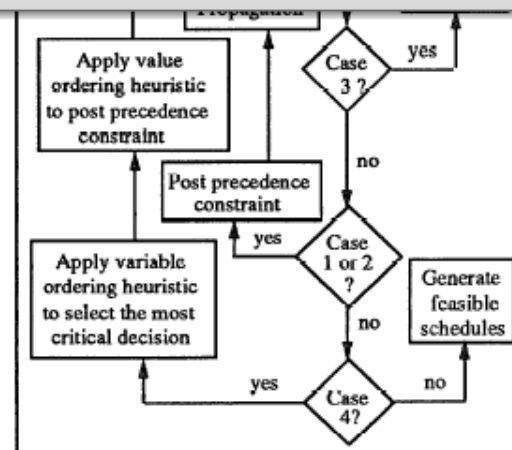 Propagation
Case
3 ?
yes
Apply value
ordering heuristic
to post precedence
constraint
no
Post precedence
constraint
yes
Case
1 or 2
?
Apply variable
ordering heuristic
to select the most
critical decision
Generate
feasible
schedules
no
yes
Case
4?
no